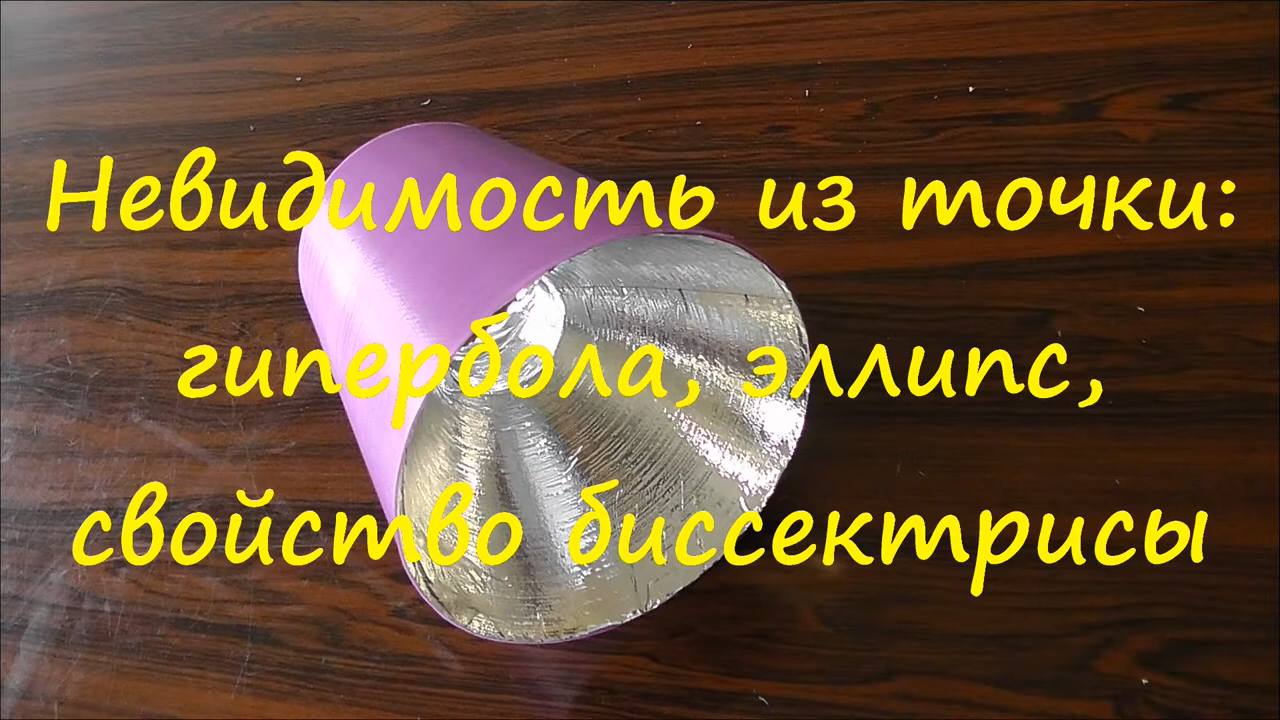 Невидимость из точки:
гипербола, эллипс,
свойство биссектрисы